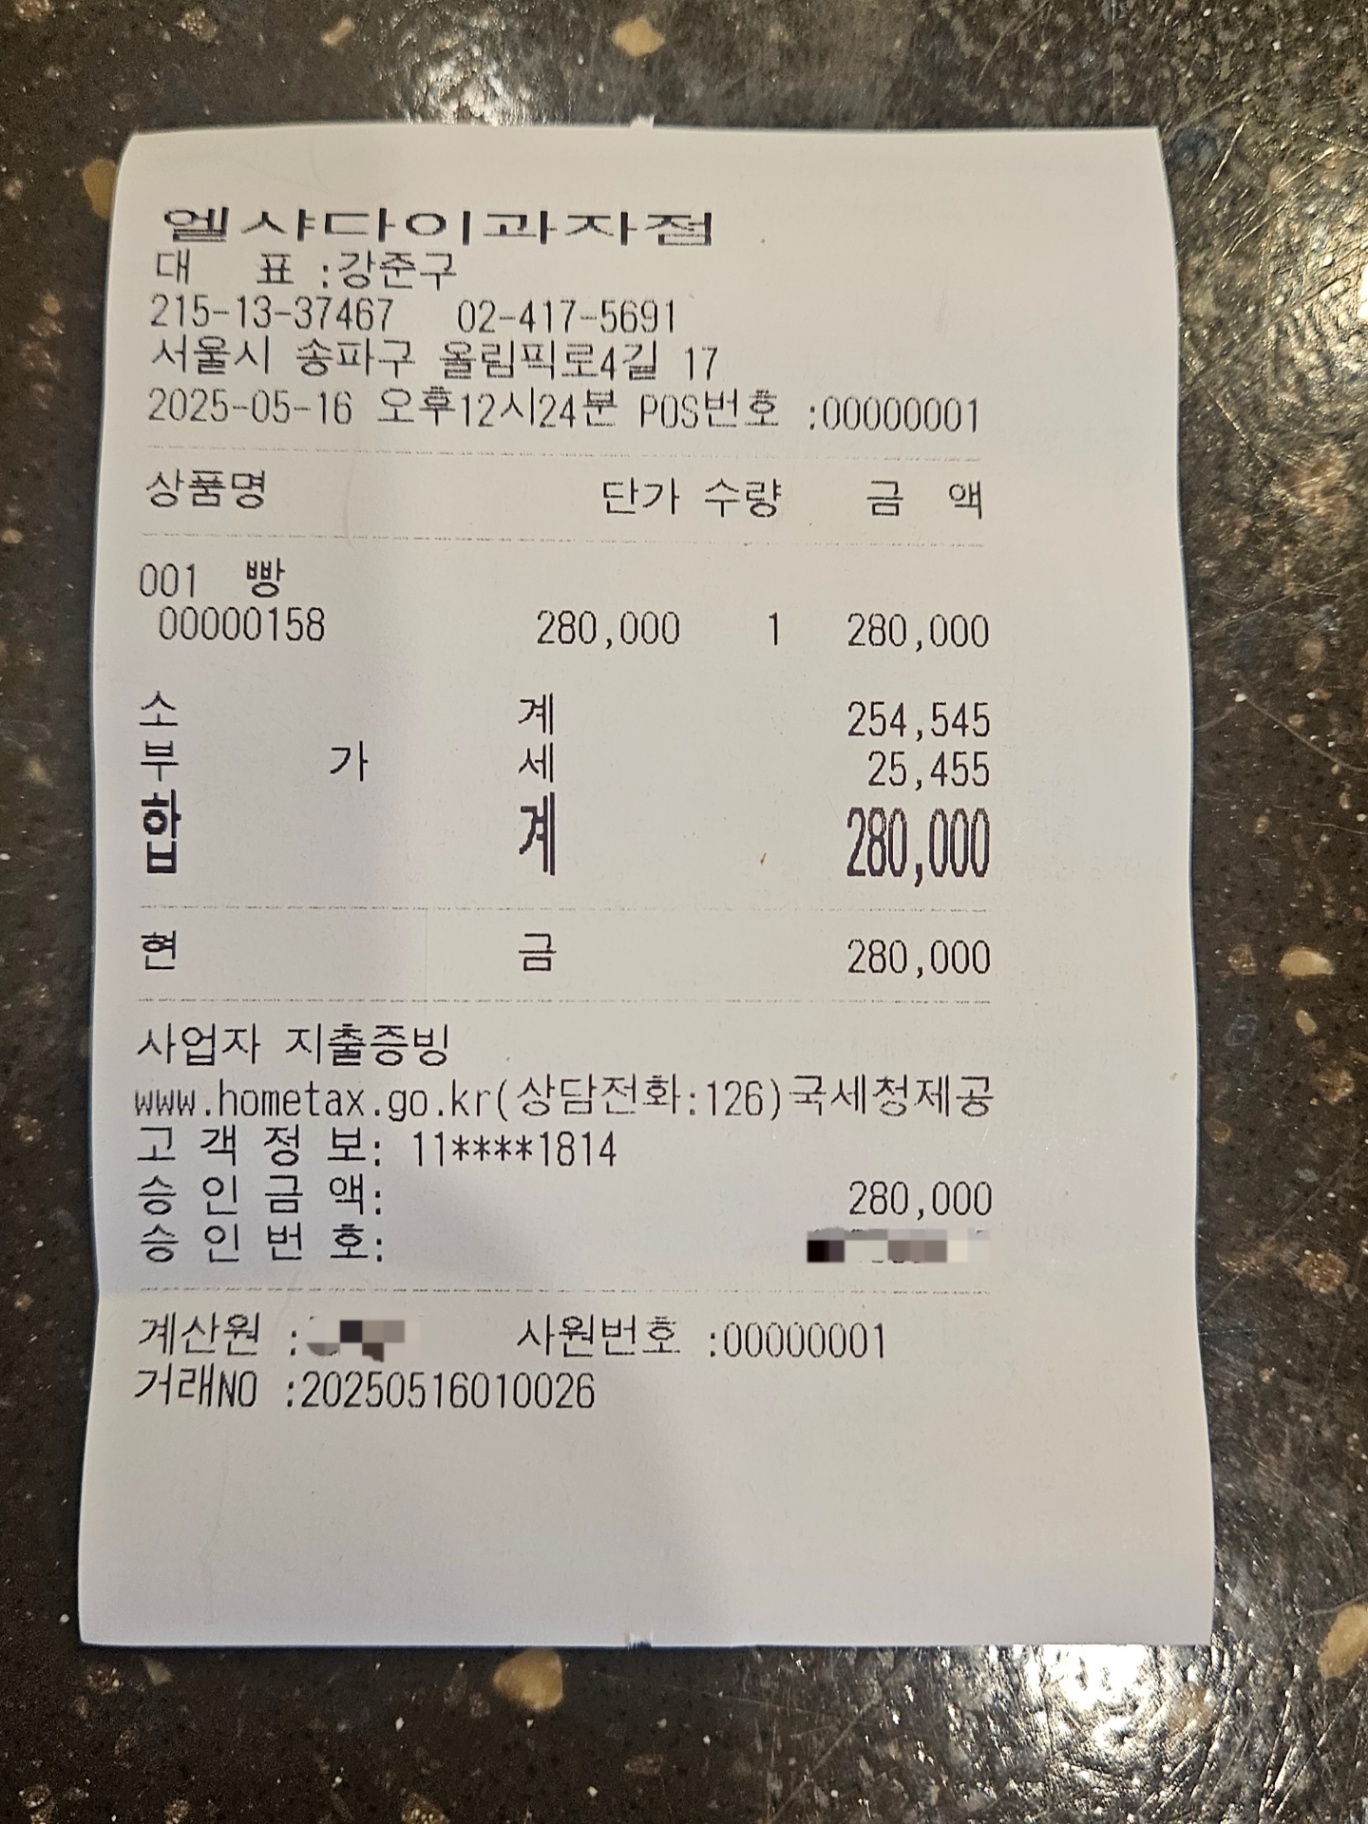 엘샤다이과자점
대 표 :강준구
215-13-37467 02-417-5691
서울시 송파구 올림픽로4길 17
2025-05-16 오후12시24분 POS번호 :00000001
상품명 단가 수량 금 액
001 빵
00000158 280,000 1 280,000
소 계 254,545
부 가 세 25,455
합 계 280,000
현 금 280,000
사업자 지출증빙
www.hometax.go.kr(상담전화:126)국세청제공
고 객 정 보: 11****1814
승 인 금 액: 280,000
승 인 번 호:
계산원 : 사원번호 :00000001
거래NO :20250516010026